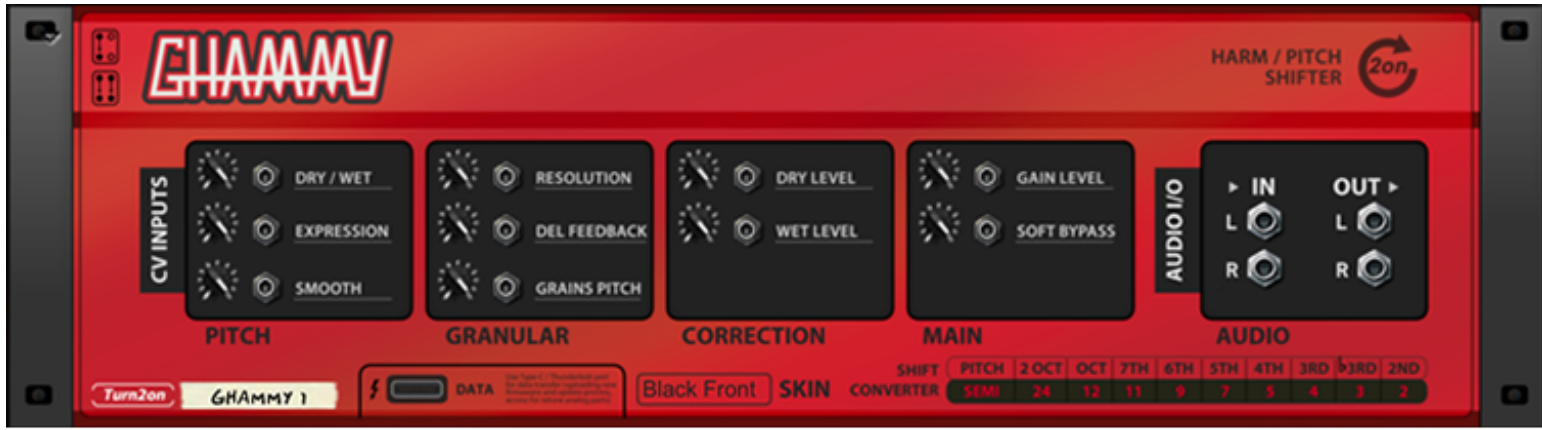 GHAMMY
HARM / PITCH
SHIFTER
2on
CV INPUTS
DRY / WET
EXPRESSION
SMOOTH
PITCH
RESOLUTION
DEL FEEDBACK
GRAINS PITCH
GRANULAR
DRY LEVEL
WET LEVEL
CORRECTION
GAIN LEVEL
SOFT BYPASS
MAIN
AUDIO I/O
IN OUT
L L
R R
AUDIO
Turn2on
GHAMMY 1
DATA
Black Front SKIN
SHIFT PITCH 2 OCT OCT 7TH 6TH 5TH 4TH 3RD b3RD 2ND
CONVERTER SEMI 24 12 11 9 7 5 4 3 2